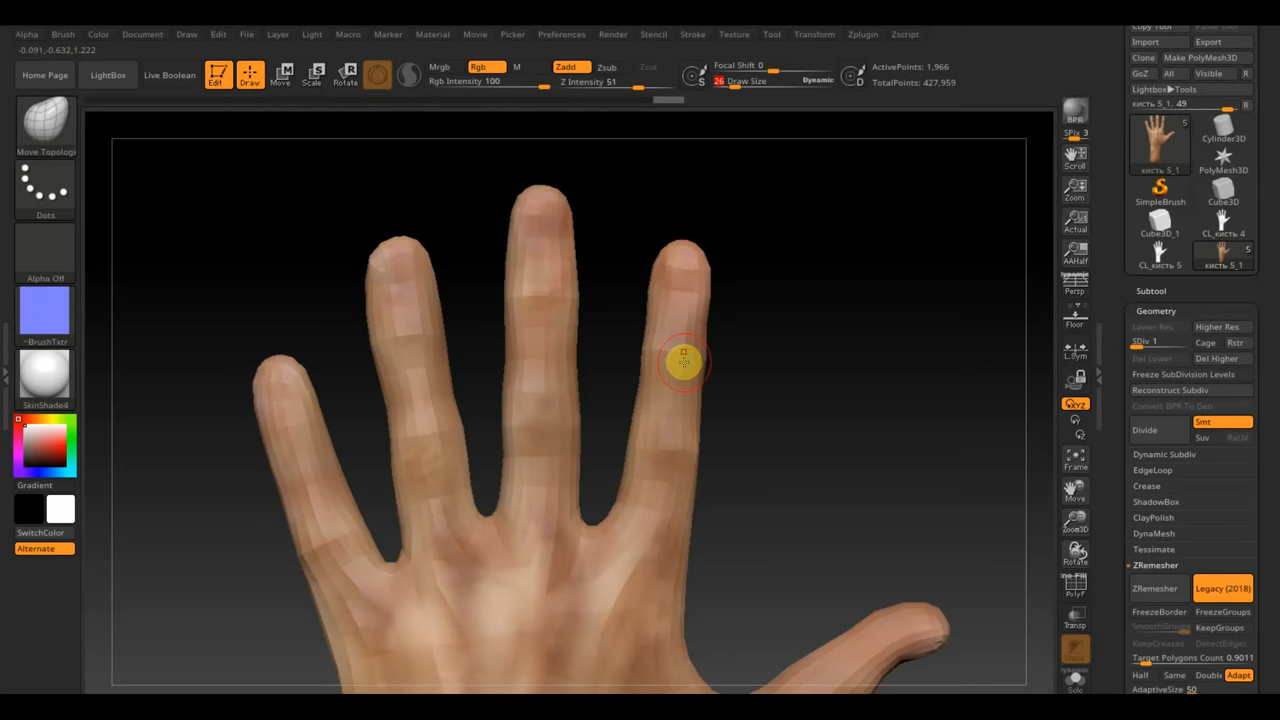 Alpha Brush Color Document Draw Edit File Layer Light Macro Marker Material Movie Picker Preferences Render Stencil Stroke Texture Tool Transform Zplugin Zscript
-0.091,-0.632,1.222
Home Page LightBox Live Boolean Edit Draw Move Scale Rotate
Mrgb Rgb M Zadd Zsub Zcut Focal Shift 0 ActivePoints: 1,966
Rgb Intensity 100 Z Intensity 51 S 26 Draw Size Dynamic D TotalPoints: 427,959
Move Topologi
Dots
Alpha Off
~BrushTxtr
SkinShade4
Gradient
SwitchColor
Alternate
BPR
SPix 3
Scroll
Zoom
Actual
AAHalf
Dynamic
Persp
Floor
L.Sym
XYZ
Y
Z
Frame
Move
Zoom3D
Rotate
PolyF
Transp
Solo
Copy Tool
Import Export
Clone Make PolyMesh3D
GoZ All Visible R
Lightbox▶Tools
кисть 5_1. 49 R
5
кисть 5_1
Cylinder3D
PolyMesh3D
SimpleBrush Cube3D
Cube3D_1 CL_кисть 4
5
CL_кисть 5 кисть 5_1
Subtool
Geometry
Lower Res Higher Res
SDiv 1 Cage Rstr
Del Lower Del Higher
Freeze SubDivision Levels
Reconstruct Subdiv
Convert BPR To Geo
Divide Smt
Suv ReUV
Dynamic Subdiv
EdgeLoop
Crease
ShadowBox
ClayPolish
DynaMesh
Tessimate
ZRemesher
ZRemesher Legacy (2018)
FreezeBorder FreezeGroups
SmoothGroups KeepGroups
KeepCreases DetectEdges
Target Polygons Count 0.9011
Half Same Double Adapt
AdaptiveSize 50